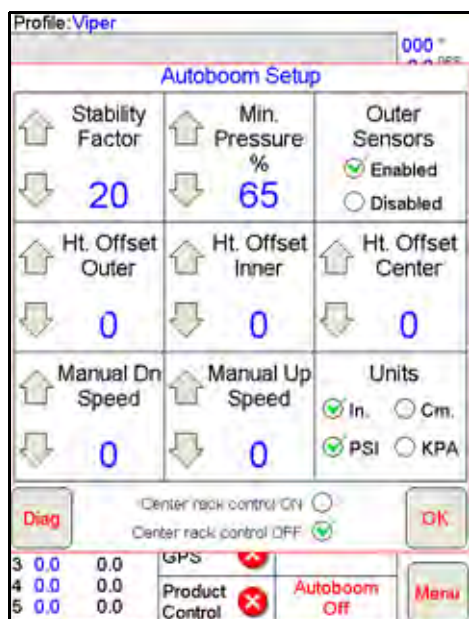 Profile:Viper
000 °
Autoboom Setup
Stability Factor
20
Min. Pressure %
65
Outer Sensors
Enabled
Disabled
Ht. Offset Outer
0
Ht. Offset Inner
0
Ht. Offset Center
0
Manual Dn Speed
0
Manual Up Speed
0
Units
In. Cm.
PSI KPA
Diag
Center rack control ON
Center rack control OFF
OK
3 0.0 0.0
4 0.0 0.0
5 0.0 0.0
GPS
Product Control
Autoboom Off
Menu